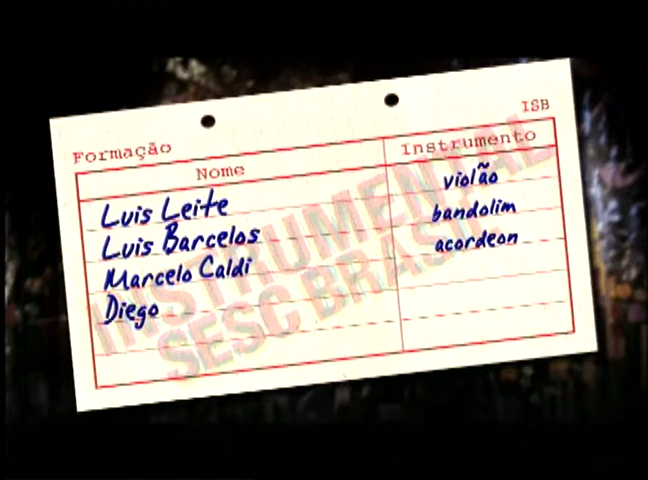 ISB
Formação
Nome Instrumento
Luis Leite violão
Luis Barcelos bandolim
Marcelo Caldi acordeon
Diego
INSTRUMENTAL
SESC BRASIL